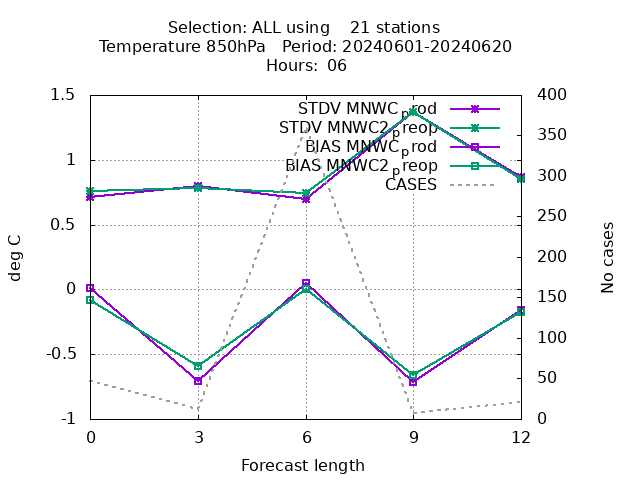 Selection: ALL using    21 stations
Temperature 850hPa   Period: 20240601-20240620
Hours: 06
1.5
1
0.5
0
-0.5
-1
400
350
300
250
200
150
100
50
0
0 3 6 9 12
deg C
No cases
Forecast length
STDV MNWC_prod
STDV MNWC2_preop
BIAS MNWC_prod
BIAS MNWC2_preop
CASES